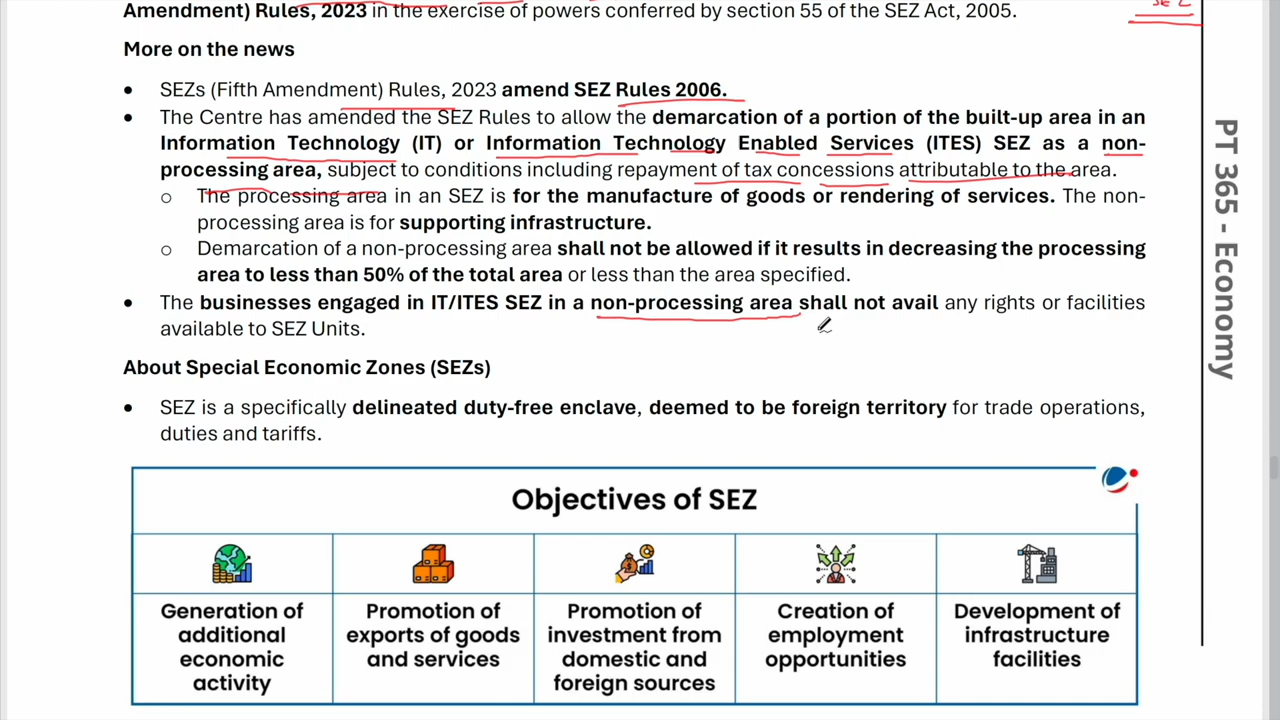 SEZ
Amendment) Rules, 2023 in the exercise of powers conferred by section 55 of the SEZ Act, 2005.
More on the news
• SEZs (Fifth Amendment) Rules, 2023 amend SEZ Rules 2006.
• The Centre has amended the SEZ Rules to allow the demarcation of a portion of the built-up area in an
Information Technology (IT) or Information Technology Enabled Services (ITES) SEZ as a non-
processing area, subject to conditions including repayment of tax concessions attributable to the area.
o The processing area in an SEZ is for the manufacture of goods or rendering of services. The non-
processing area is for supporting infrastructure.
o Demarcation of a non-processing area shall not be allowed if it results in decreasing the processing
area to less than 50% of the total area or less than the area specified.
• The businesses engaged in IT/ITES SEZ in a non-processing area shall not avail any rights or facilities
available to SEZ Units.
About Special Economic Zones (SEZs)
• SEZ is a specifically delineated duty-free enclave, deemed to be foreign territory for trade operations,
duties and tariffs.
Objectives of SEZ
Generation of
additional
economic
activity
Promotion of
exports of goods
and services
Promotion of
investment from
domestic and
foreign sources
Creation of
employment
opportunities
Development of
infrastructure
facilities
PT 365 - Economy